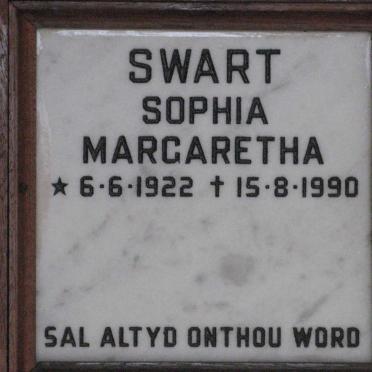 SWART
SOPHIA
MARGARETHA
★ 6·6·1922 † 15·8·1990
SAL ALTYD ONTHOU WORD